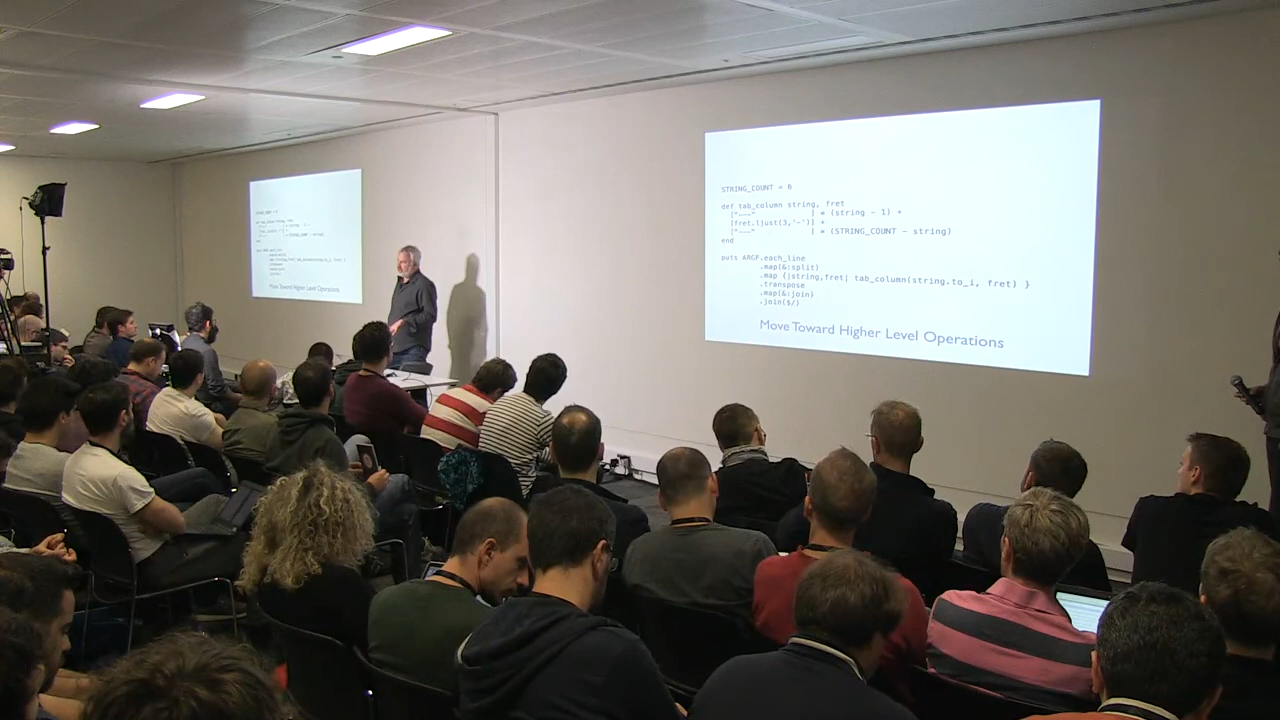 STRING_COUNT = 6
def tab_column string, fret
["---"] * (string - 1) +
[fret.ljust(3,'-')] +
["---"] * (STRING_COUNT - string)
end
puts ARGF.each_line
.map(&:split)
.map {|string,fret| tab_column(string.to_i, fret) }
.transpose
.map(&:join)
.join($/)
Move Toward Higher Level Operations
Move Toward Higher Level Operations